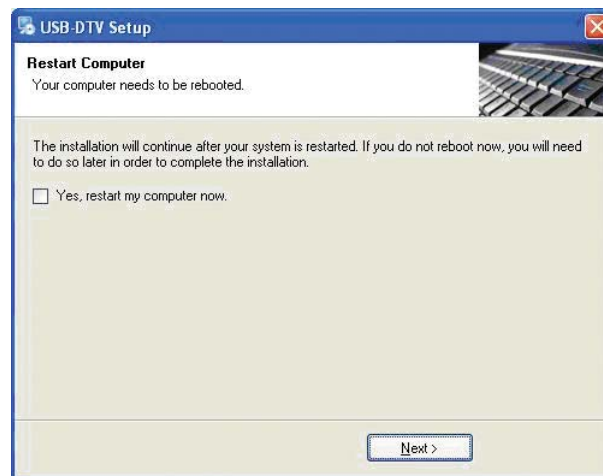 USB-DTV Setup
Restart Computer
Your computer needs to be rebooted.
The installation will continue after your system is restarted. If you do not reboot now, you will need
to do so later in order to complete the installation.
Yes, restart my computer now.
Next >